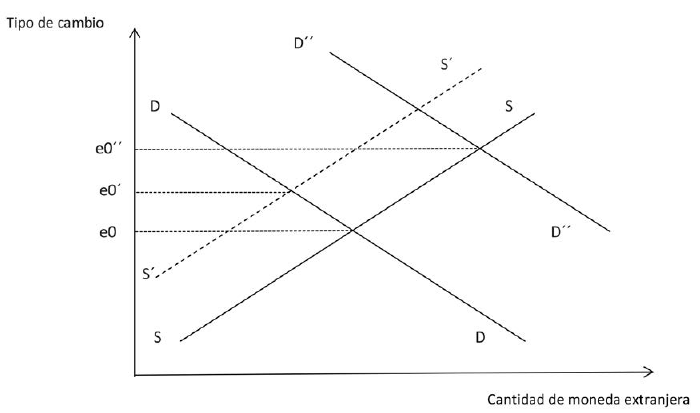 Tipo de cambio
D´´
S´
D
S
e0´´
e0´
e0
D´´
S´
S
D
Cantidad de moneda extranjera